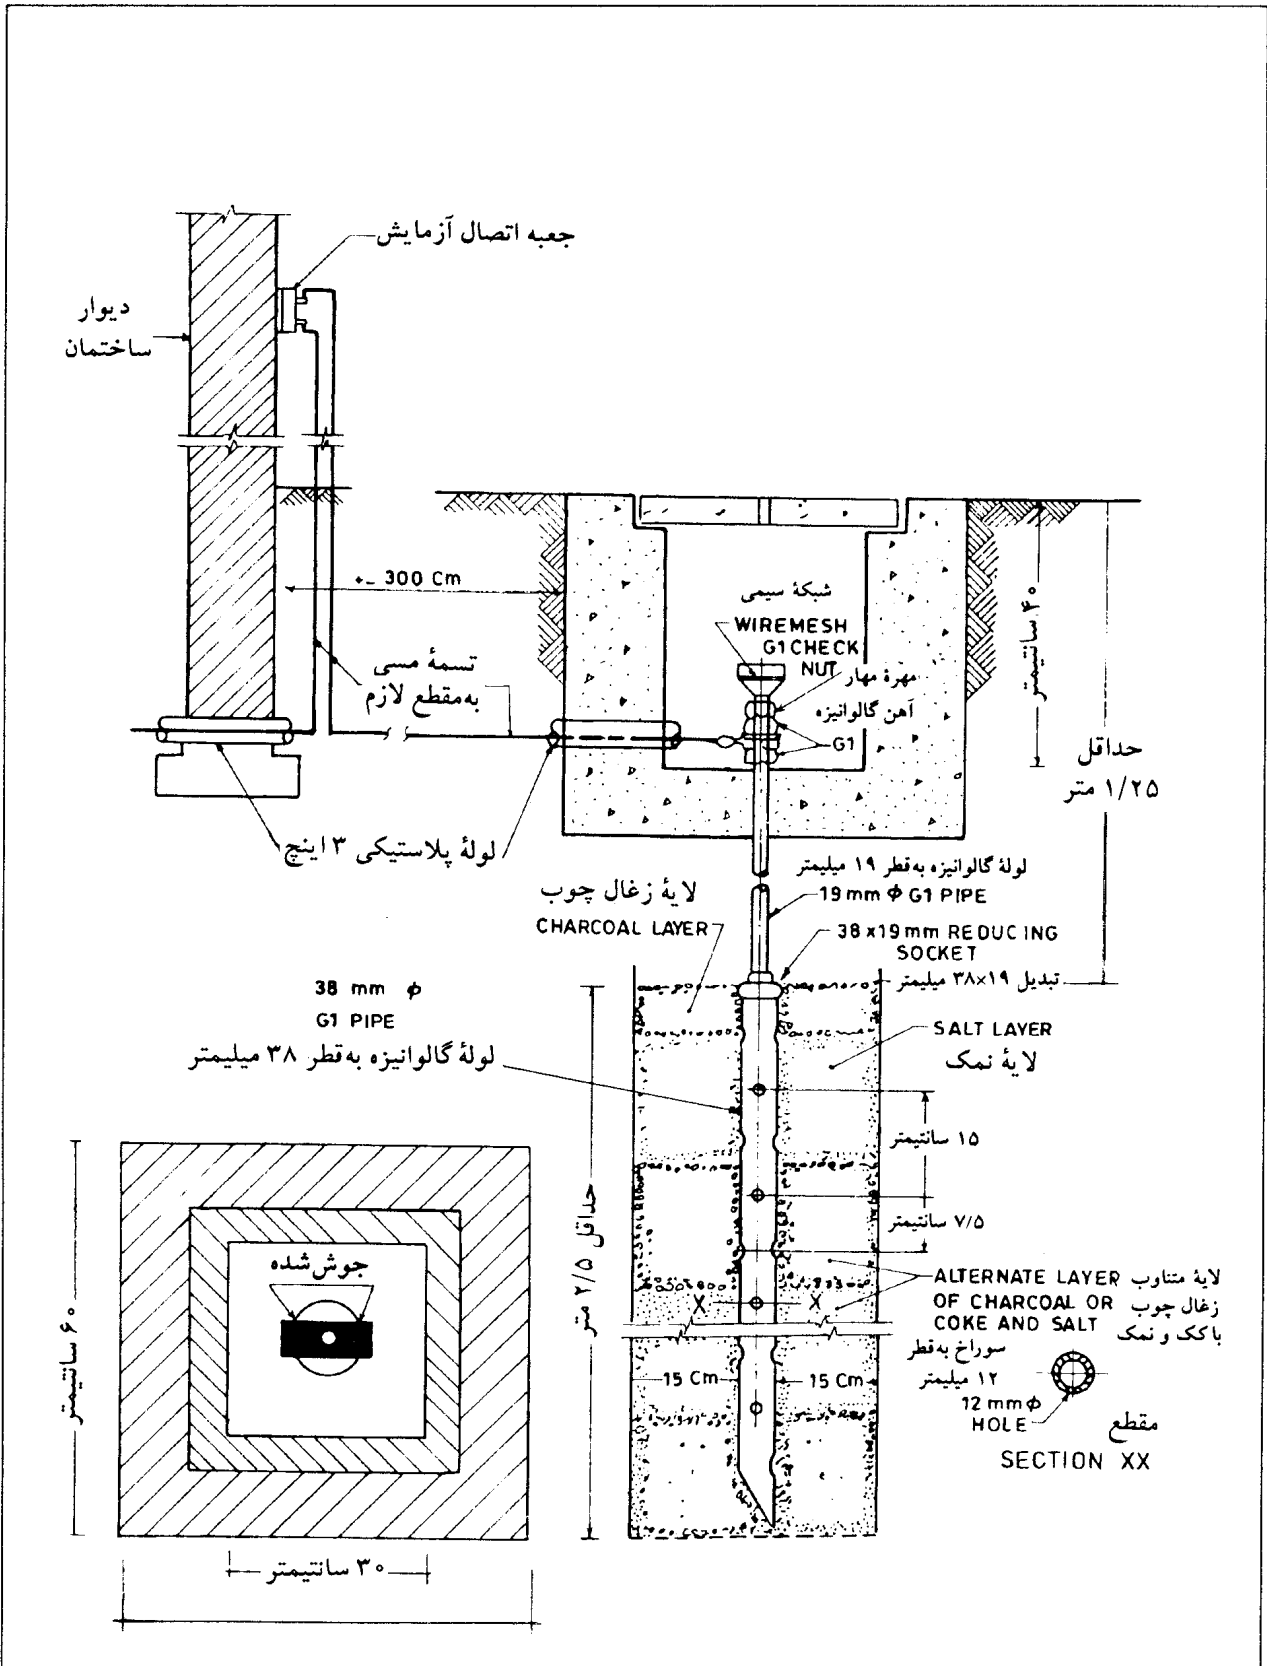 جعبه اتصال آزمایش
دیوار
ساختمان
+- 300 Cm
شبکهٔ سیمی
WIREMESH
G1 CHECK
NUT
مهرهٔ مهار
آهن گالوانیزه
G1
۴۰ سانتیمتر
حداقل
۱/۲۵ متر
تسمهٔ مسی
به‌مقطع لازم
لولهٔ پلاستیکی ۳ اینچ
لولهٔ گالوانیزه به‌قطر ۱۹ میلیمتر
19 mm ϕ G1 PIPE
لایهٔ زغال چوب
CHARCOAL LAYER
38 x 19 mm REDUCING
SOCKET
تبدیل ۱۹×۳۸ میلیمتر
38 mm ϕ
G1 PIPE
لولهٔ گالوانیزه به‌قطر ۳۸ میلیمتر
SALT LAYER
لایهٔ نمک
۱۵ سانتیمتر
۷/۵ سانتیمتر
حداقل ۲/۵ متر
X X
ALTERNATE LAYER لایهٔ متناوب
OF CHARCOAL OR زغال چوب
COKE AND SALT باکک و نمک
15 Cm 15 Cm
سوراخ به‌قطر
۱۲ میلیمتر
12 mm ϕ
HOLE
مقطع
SECTION XX
جوش‌شده
۶۰ سانتیمتر
۳۰ سانتیمتر